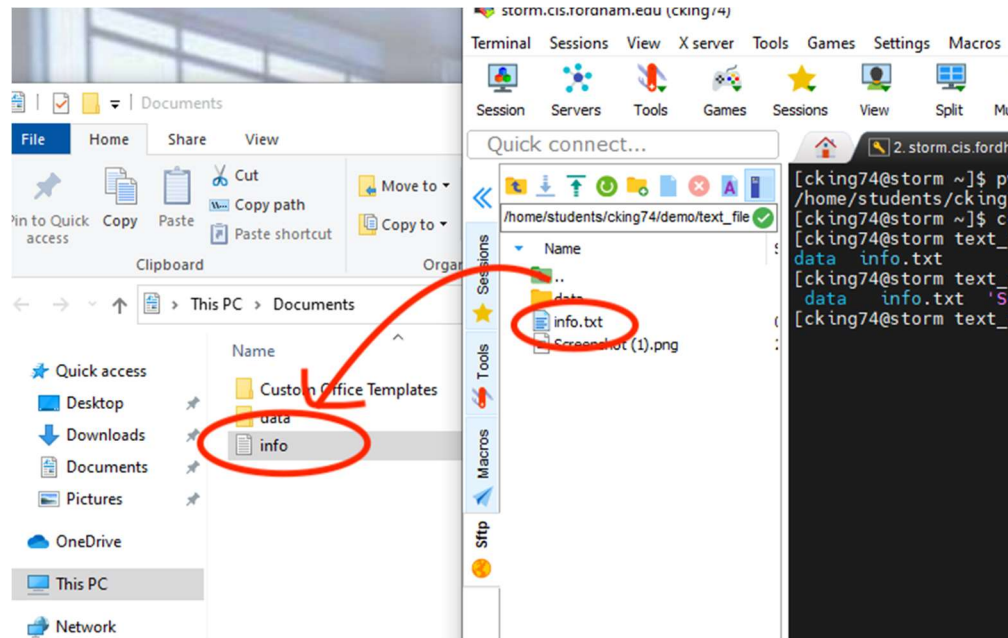 Documents
File Home Share View
Pin to Quick access
Copy
Paste
Cut
Copy path
Paste shortcut
Move to
Copy to
Clipboard
This PC > Documents
Name
Quick access
Desktop
Downloads
Documents
Pictures
OneDrive
This PC
Network
Custom Office Templates
data
info
storm.cis.fordham.edu (cking74)
Terminal Sessions View X server Tools Games Settings Macros
Session Servers Tools Games Sessions View Split
Quick connect...
/home/students/cking74/demo/text_file
Name
..
data
info.txt
Screenshot (1).png
Sessions
Tools
Macros
Sftp
2. storm.cis.fordh
[cking74@storm ~]$ p
/home/students/cking
[cking74@storm ~]$ c
[cking74@storm text_
data info.txt
[cking74@storm text_
data info.txt 'S
[cking74@storm text_